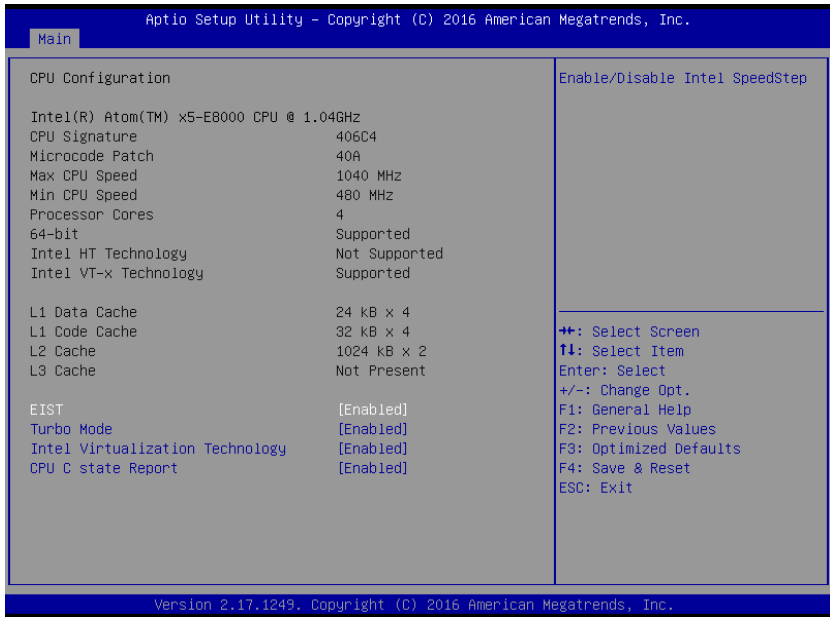 Aptio Setup Utility – Copyright (C) 2016 American Megatrends, Inc.
Main
CPU Configuration
Intel(R) Atom(TM) x5-E8000 CPU @ 1.04GHz
CPU Signature 406C4
Microcode Patch 40A
Max CPU Speed 1040 MHz
Min CPU Speed 480 MHz
Processor Cores 4
64-bit Supported
Intel HT Technology Not Supported
Intel VT-x Technology Supported
L1 Data Cache 24 kB x 4
L1 Code Cache 32 kB x 4
L2 Cache 1024 kB x 2
L3 Cache Not Present
EIST [Enabled]
Turbo Mode [Enabled]
Intel Virtualization Technology [Enabled]
CPU C state Report [Enabled]
Enable/Disable Intel SpeedStep
→←: Select Screen
↑↓: Select Item
Enter: Select
+/-: Change Opt.
F1: General Help
F2: Previous Values
F3: Optimized Defaults
F4: Save & Reset
ESC: Exit
Version 2.17.1249. Copyright (C) 2016 American Megatrends, Inc.